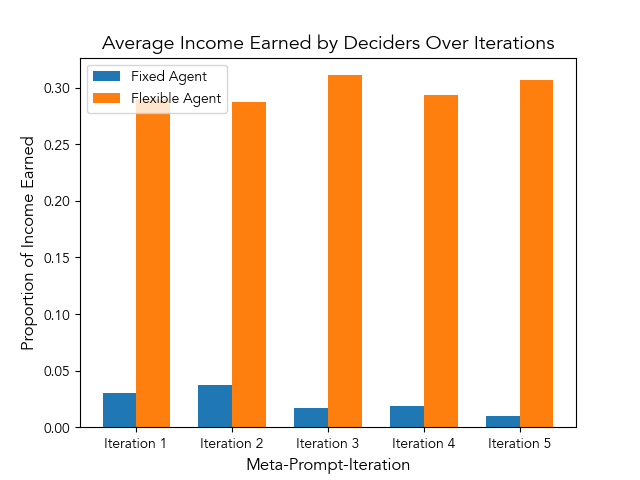 Average Income Earned by Deciders Over Iterations
Fixed Agent
Flexible Agent
Proportion of Income Earned
0.30
0.25
0.20
0.15
0.10
0.05
0.00
Iteration 1
Iteration 2
Iteration 3
Iteration 4
Iteration 5
Meta-Prompt-Iteration